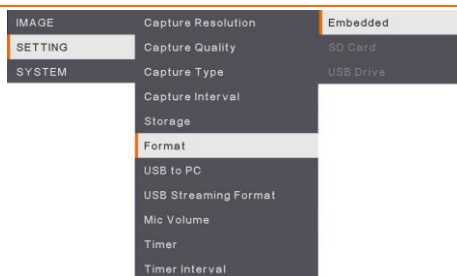 IMAGE
SETTING
SYSTEM
Capture Resolution
Capture Quality
Capture Type
Capture Interval
Storage
Format
USB to PC
USB Streaming Format
Mic Volume
Timer
Timer Interval
Embedded
SD Card
USB Drive